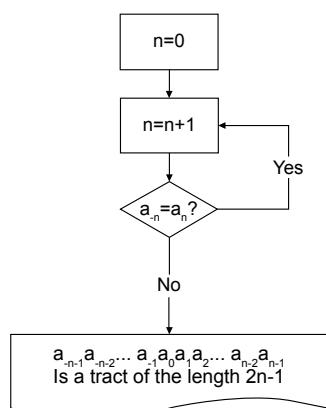 n=0
n=n+1
Yes
a₋ₙ=aₙ?
No
a₋ₙ₋₁a₋ₙ₋₂... a₋₁a₀a₁a₂... aₙ₋₂aₙ₋₁
Is a tract of the length 2n-1